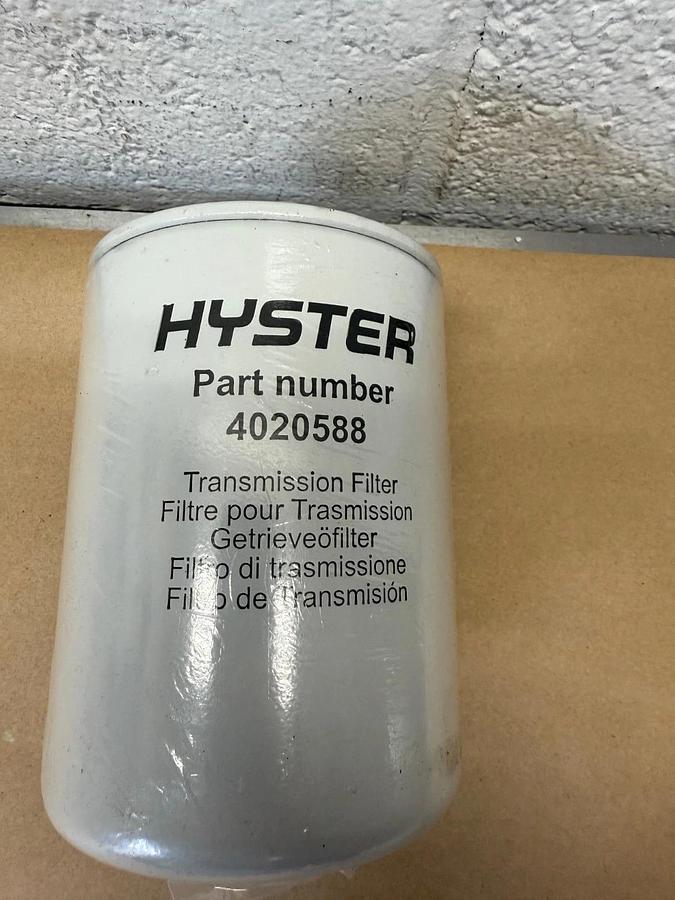 HYSTER
Part number
4020588
Transmission Filter
Filtre pour Trasmission
Getrieveöfilter
Filtro di trasmissione
Filtro de Transmisión